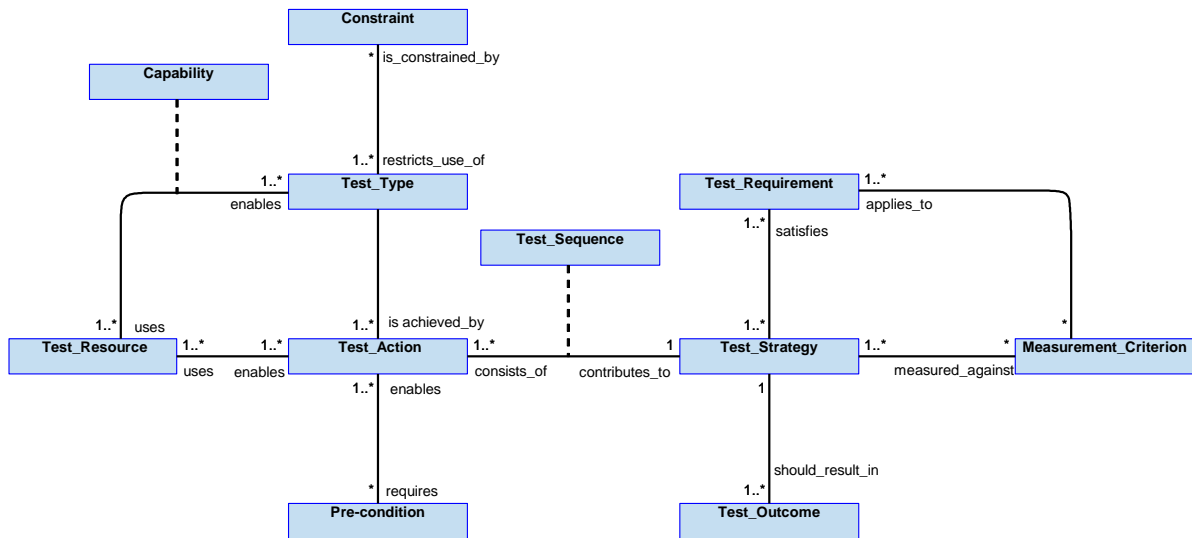 Constraint
* is_constrained_by
Capability
1..* restricts_use_of
1..* Test_Type
enables
Test_Requirement 1..*
applies_to
1..* satisfies
Test_Sequence
1..* uses
1..* is achieved_by
1..*
*
Test_Resource 1..* 1..* Test_Action 1..* 1 Test_Strategy 1..* * Measurement_Criterion
uses enables consists_of contributes_to measured_against
1..* enables
1
should_result_in
* requires
1..*
Pre-condition
Test_Outcome